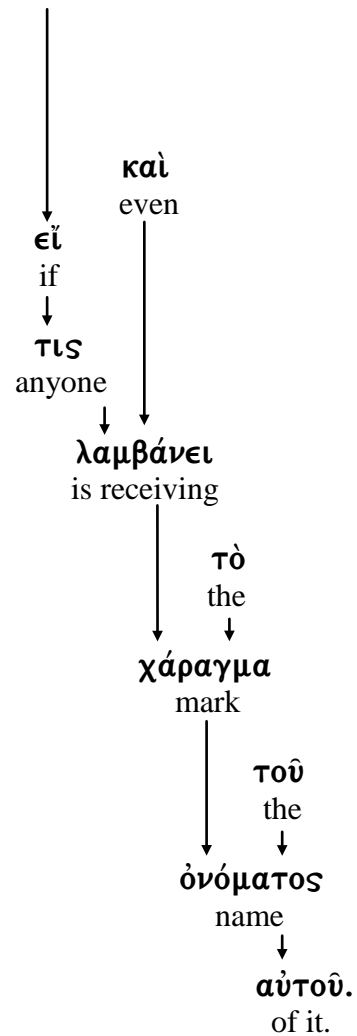 καὶ
even
εἴ
if
τις
anyone
λαμβάνει
is receiving
τὸ
the
χάραγμα
mark
τοῦ
the
ὀνόματος
name
αὐτοῦ.
of it.